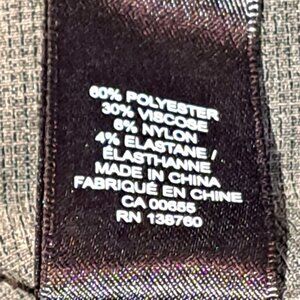 60% POLYESTER
30% VISCOSE
6% NYLON
4% ELASTANE /
ÉLASTHANNE
MADE IN CHINA
FABRIQUÉ EN CHINE
CA 00655
RN 138760